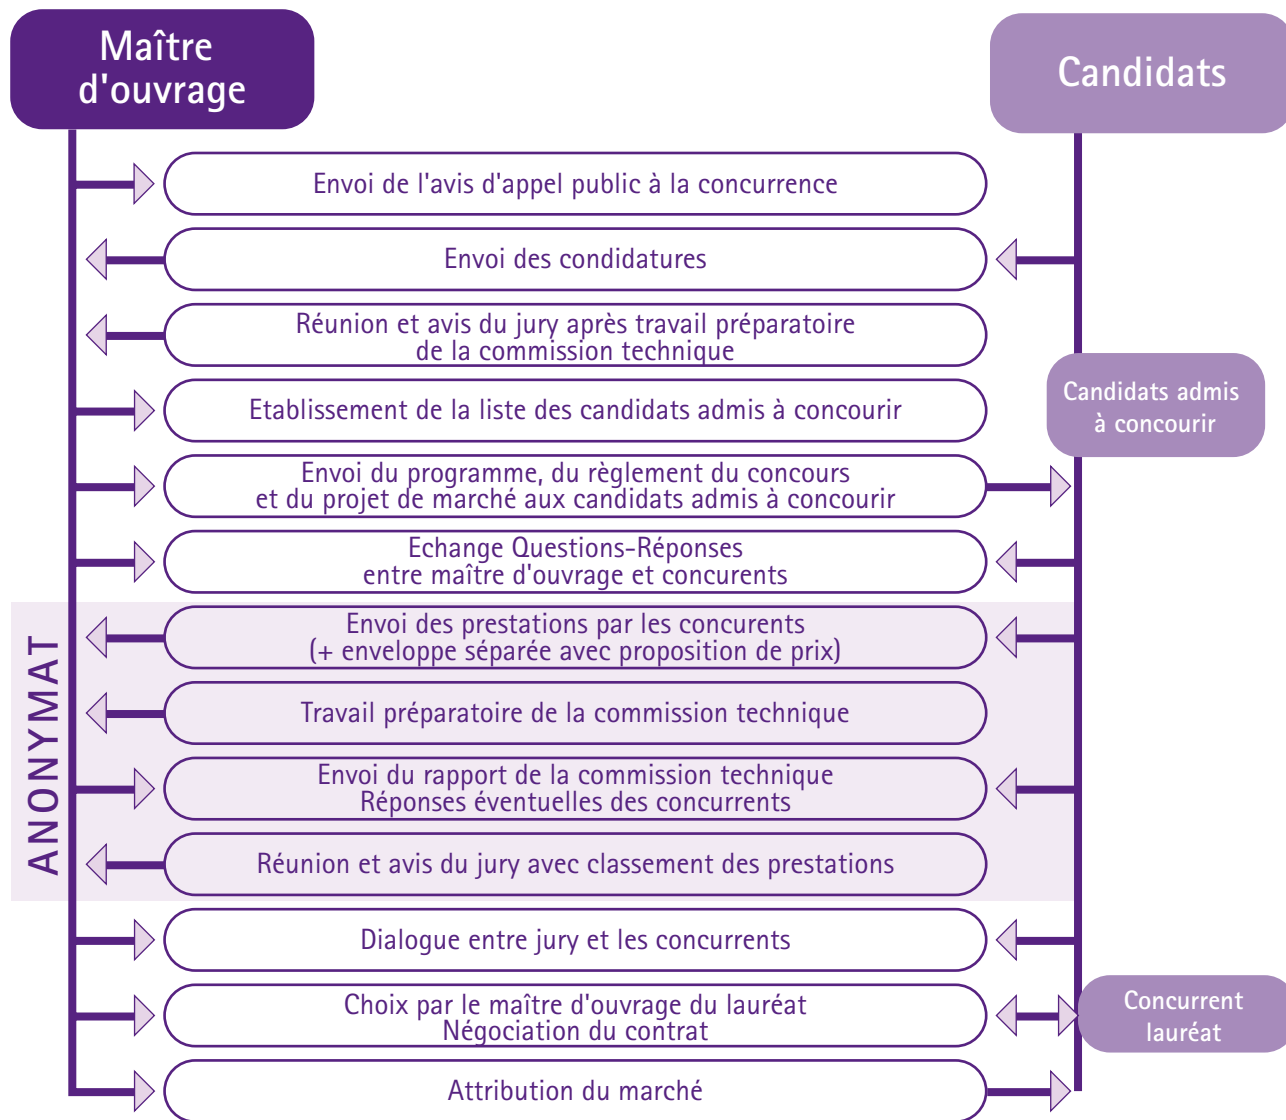 Maître
d'ouvrage
Candidats
Envoi de l'avis d'appel public à la concurrence
Envoi des condidatures
Réunion et avis du jury après travail préparatoire
de la commission technique
Candidats admis
à concourir
Etablissement de la liste des candidats admis à concourir
Envoi du programme, du règlement du concours
et du projet de marché aux candidats admis à concourir
Echange Questions-Réponses
entre maître d'ouvrage et concurents
ANONYMAT
Envoi des prestations par les concurents
(+ enveloppe séparée avec proposition de prix)
Travail préparatoire de la commission technique
Envoi du rapport de la commission technique
Réponses éventuelles des concurrents
Réunion et avis du jury avec classement des prestations
Dialogue entre jury et les concurrents
Choix par le maître d'ouvrage du lauréat
Négociation du contrat
Concurrent
lauréat
Attribution du marché